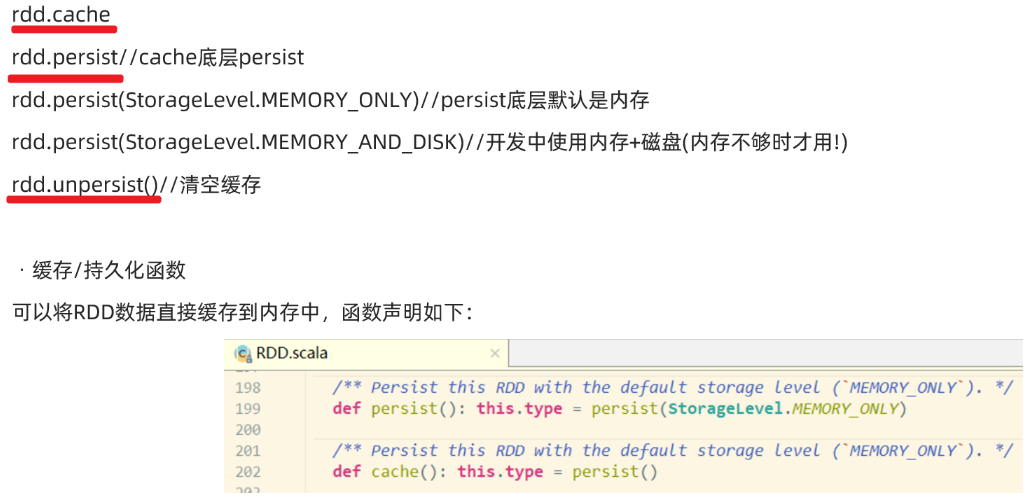 rdd.cache
rdd.persist//cache底层persist
rdd.persist(StorageLevel.MEMORY_ONLY)//persist底层默认是内存
rdd.persist(StorageLevel.MEMORY_AND_DISK)//开发中使用内存+磁盘(内存不够时才用!)
rdd.unpersist()//清空缓存
· 缓存/持久化函数
可以将RDD数据直接缓存到内存中，函数声明如下：
RDD.scala
198 /** Persist this RDD with the default storage level (`MEMORY_ONLY`). */
199 def persist(): this.type = persist(StorageLevel.MEMORY_ONLY)
200
201 /** Persist this RDD with the default storage level (`MEMORY_ONLY`). */
202 def cache(): this.type = persist()